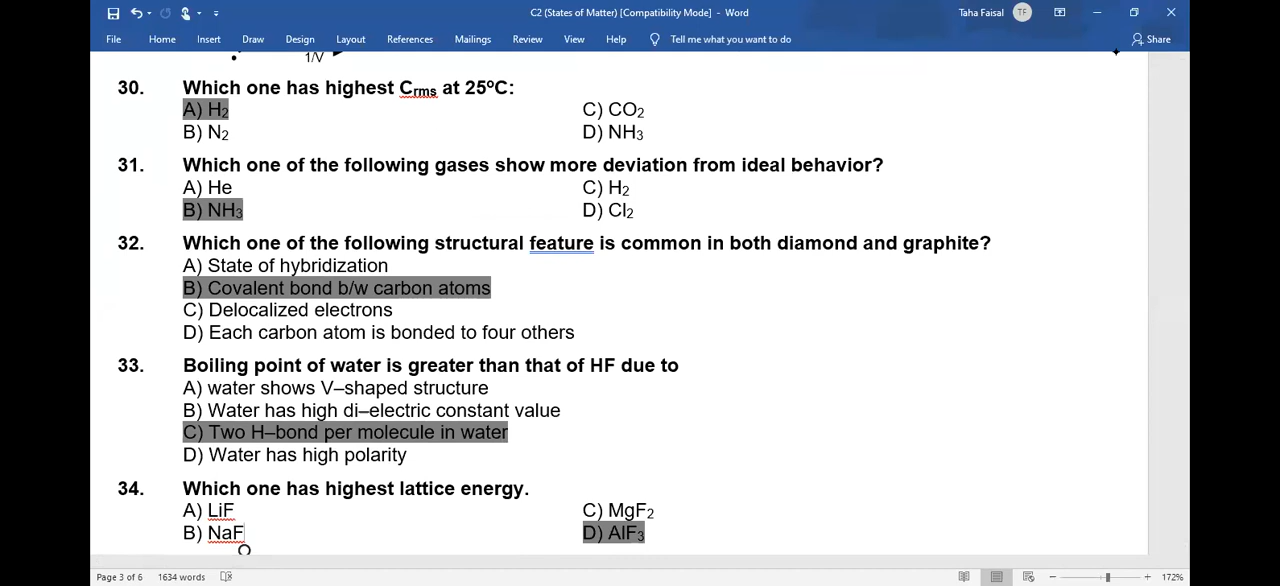 C2 (States of Matter) [Compatibility Mode] - Word
Taha Faisal TF
File Home Insert Draw Design Layout References Mailings Review View Help Tell me what you want to do Share
1/V
30. Which one has highest Crms at 25°C:
A) H2 C) CO2
B) N2 D) NH3
31. Which one of the following gases show more deviation from ideal behavior?
A) He C) H2
B) NH3 D) Cl2
32. Which one of the following structural feature is common in both diamond and graphite?
A) State of hybridization
B) Covalent bond b/w carbon atoms
C) Delocalized electrons
D) Each carbon atom is bonded to four others
33. Boiling point of water is greater than that of HF due to
A) water shows V–shaped structure
B) Water has high di–electric constant value
C) Two H–bond per molecule in water
D) Water has high polarity
34. Which one has highest lattice energy.
A) LiF C) MgF2
B) NaF D) AlF3
Page 3 of 6 1634 words 172%